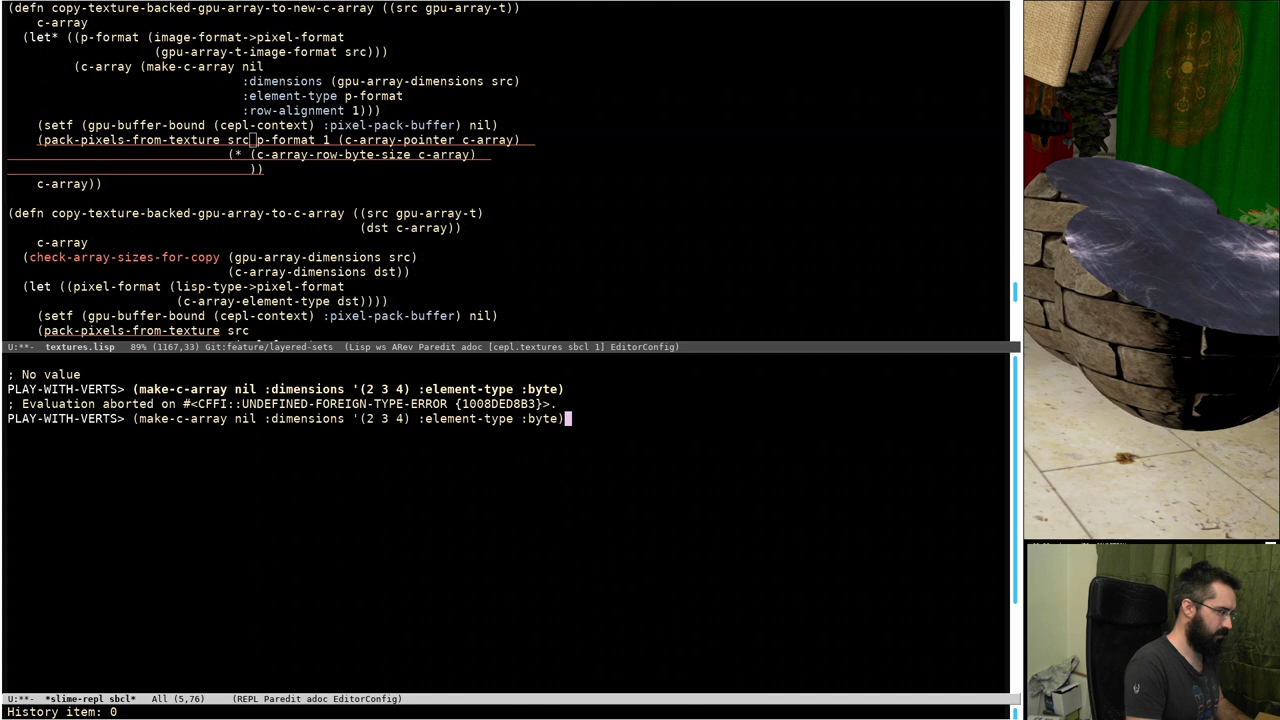 (defn copy-texture-backed-gpu-array-to-new-c-array ((src gpu-array-t))
    c-array
  (let* ((p-format (image-format->pixel-format
                    (gpu-array-t-image-format src)))
         (c-array (make-c-array nil
                                :dimensions (gpu-array-dimensions src)
                                :element-type p-format
                                :row-alignment 1)))
    (setf (gpu-buffer-bound (cepl-context) :pixel-pack-buffer) nil)
    (pack-pixels-from-texture src p-format 1 (c-array-pointer c-array)
                              (* (c-array-row-byte-size c-array)
                                 ))
    c-array))
(defn copy-texture-backed-gpu-array-to-c-array ((src gpu-array-t)
                                                (dst c-array))
    c-array
  (check-array-sizes-for-copy (gpu-array-dimensions src)
                              (c-array-dimensions dst))
  (let ((pixel-format (lisp-type->pixel-format
                       (c-array-element-type dst))))
    (setf (gpu-buffer-bound (cepl-context) :pixel-pack-buffer) nil)
    (pack-pixels-from-texture src
U:**-  textures.lisp   89% (1167,33) Git:feature/layered-sets  (Lisp ws ARev Paredit adoc [cepl.textures sbcl 1] EditorConfig)
; No value
PLAY-WITH-VERTS> (make-c-array nil :dimensions '(2 3 4) :element-type :byte)
; Evaluation aborted on #<CFFI::UNDEFINED-FOREIGN-TYPE-ERROR {1008DED8B3}>.
PLAY-WITH-VERTS> (make-c-array nil :dimensions '(2 3 4) :element-type :byte)
U:**-  *slime-repl sbcl*   All (5,76)     (REPL Paredit adoc EditorConfig)
History item: 0